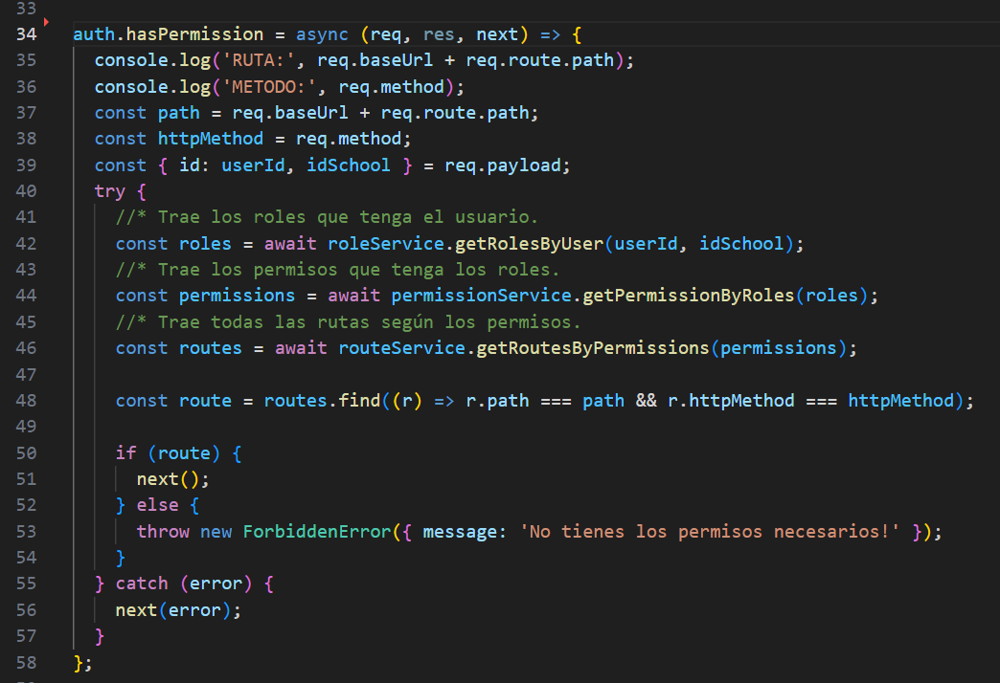 33
34 auth.hasPermission = async (req, res, next) => {
35 console.log('RUTA:', req.baseUrl + req.route.path);
36 console.log('METODO:', req.method);
37 const path = req.baseUrl + req.route.path;
38 const httpMethod = req.method;
39 const { id: userId, idSchool } = req.payload;
40 try {
41 //* Trae los roles que tenga el usuario.
42 const roles = await roleService.getRolesByUser(userId, idSchool);
43 //* Trae los permisos que tenga los roles.
44 const permissions = await permissionService.getPermissionByRoles(roles);
45 //* Trae todas las rutas según los permisos.
46 const routes = await routeService.getRoutesByPermissions(permissions);
47
48 const route = routes.find((r) => r.path === path && r.httpMethod === httpMethod);
49
50 if (route) {
51 next();
52 } else {
53 throw new ForbiddenError({ message: 'No tienes los permisos necesarios!' });
54 }
55 } catch (error) {
56 next(error);
57 }
58 };